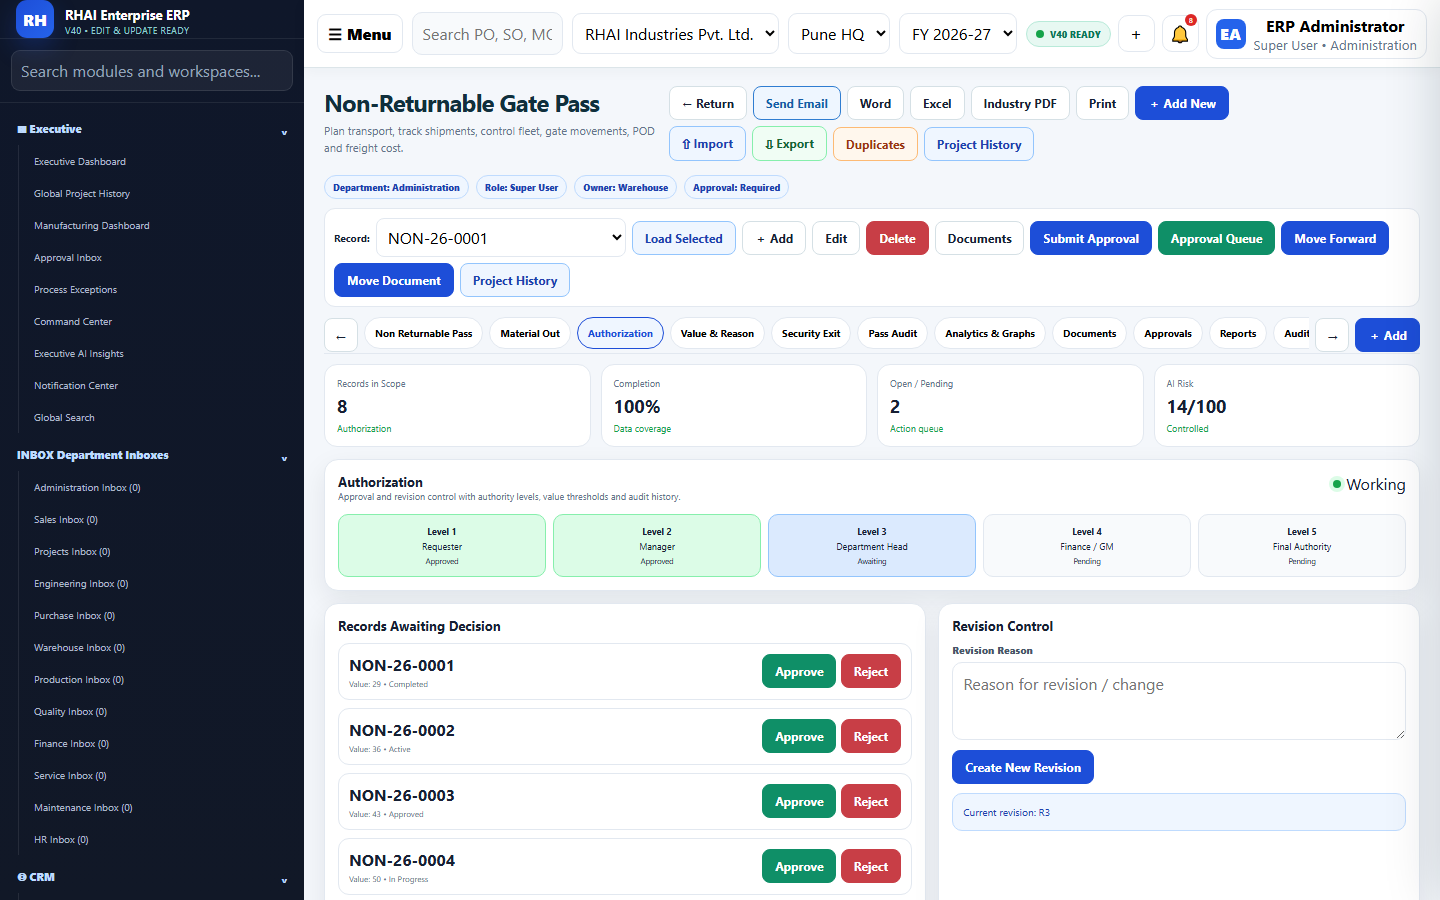 RH
RHAI Enterprise ERP
V40 • EDIT & UPDATE READY
Search modules and workspaces...
Executive
Executive Dashboard
Global Project History
Manufacturing Dashboard
Approval Inbox
Process Exceptions
Command Center
Executive AI Insights
Notification Center
Global Search
INBOX Department Inboxes
Administration Inbox (0)
Sales Inbox (0)
Projects Inbox (0)
Engineering Inbox (0)
Purchase Inbox (0)
Warehouse Inbox (0)
Production Inbox (0)
Quality Inbox (0)
Finance Inbox (0)
Service Inbox (0)
Maintenance Inbox (0)
HR Inbox (0)
CRM
☰ Menu
Search PO, SO, MO
RHAI Industries Pvt. Ltd.
Pune HQ
FY 2026-27
V40 READY
+
8
EA
ERP Administrator
Super User • Administration
Non-Returnable Gate Pass
Plan transport, track shipments, control fleet, gate movements, POD
and freight cost.
← Return
Send Email
Word
Excel
Industry PDF
Print
+ Add New
⇧ Import
⇩ Export
Duplicates
Project History
Department: Administration
Role: Super User
Owner: Warehouse
Approval: Required
Record:
NON-26-0001
Load Selected
+ Add
Edit
Delete
Documents
Submit Approval
Approval Queue
Move Forward
Move Document
Project History
←
Non Returnable Pass
Material Out
Authorization
Value & Reason
Security Exit
Pass Audit
Analytics & Graphs
Documents
Approvals
Reports
Audit
→
+ Add
Records in Scope
8
Authorization
Completion
100%
Data coverage
Open / Pending
2
Action queue
AI Risk
14/100
Controlled
Authorization
Approval and revision control with authority levels, value thresholds and audit history.
Working
Level 1
Requester
Approved
Level 2
Manager
Approved
Level 3
Department Head
Awaiting
Level 4
Finance / GM
Pending
Level 5
Final Authority
Pending
Records Awaiting Decision
NON-26-0001
Value: 29 • Completed
Approve
Reject
NON-26-0002
Value: 36 • Active
Approve
Reject
NON-26-0003
Value: 43 • Approved
Approve
Reject
NON-26-0004
Value: 50 • In Progress
Approve
Reject
Revision Control
Revision Reason
Reason for revision / change
Create New Revision
Current revision: R3